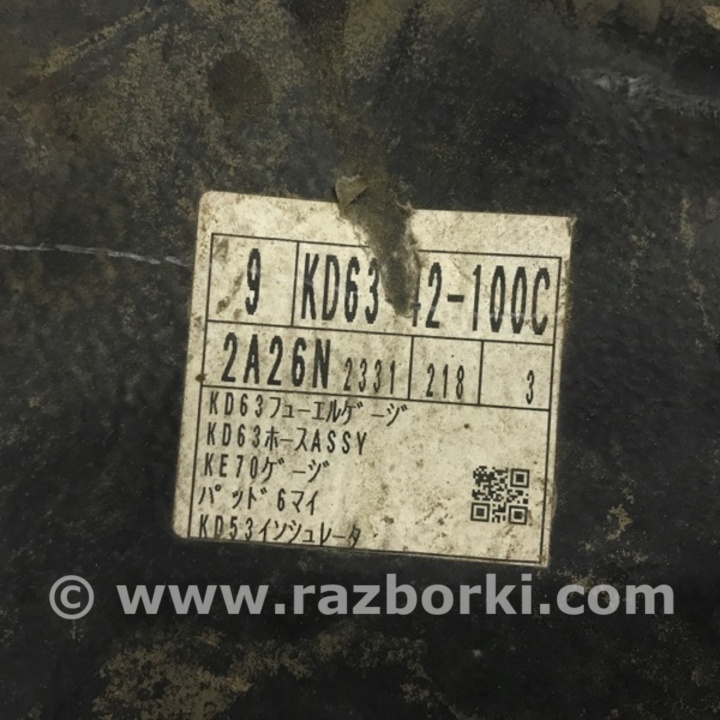 9 KD63 42-100C
2A26N 2331 218 3
KD63フューエルゲージ
KD63ホースASSY
KE70ゲージ
パッド6マイ
KD53インシュレータ
© www.razborki.com